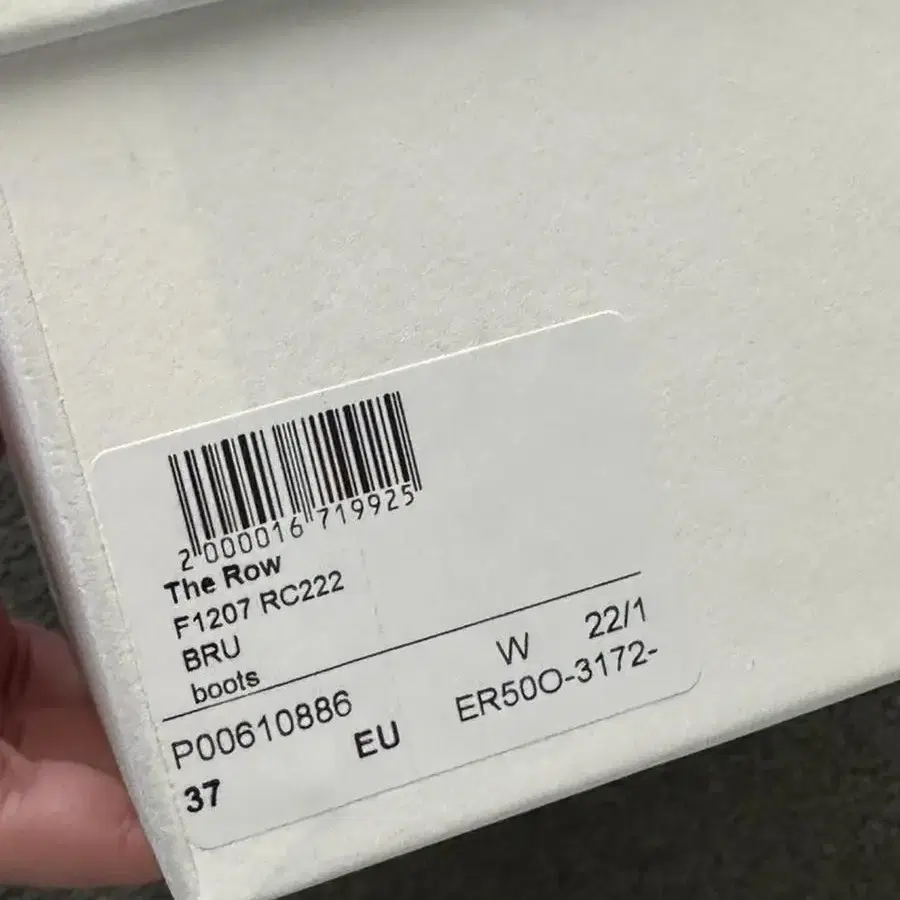 2 000016 719925
The Row
F1207 RC222
BRU
boots
W 22/1
P00610886 ER50O-3172-
37 EU